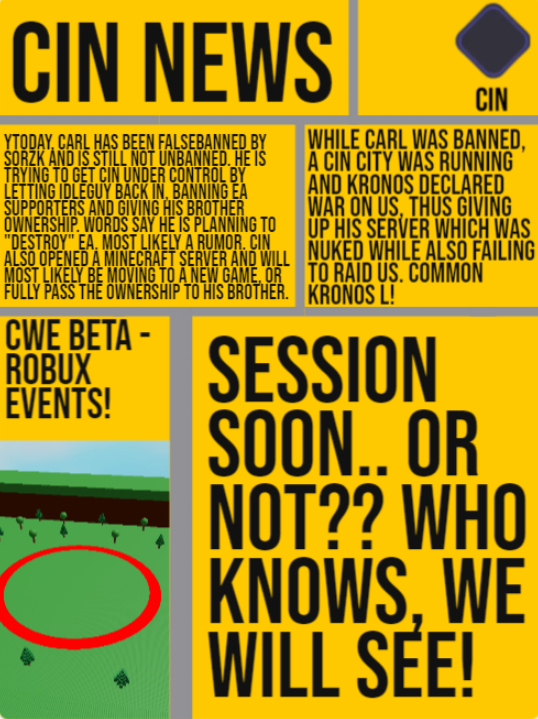 CIN NEWS
CIN
YTODAY, CARL HAS BEEN FALSEBANNED BY
SORZK AND IS STILL NOT UNBANNED. HE IS
TRYING TO GET CIN UNDER CONTROL BY
LETTING IDLEGUY BACK IN, BANNING EA
SUPPORTERS AND GIVING HIS BROTHER
OWNERSHIP. WORDS SAY HE IS PLANNING TO
"DESTROY" EA. MOST LIKELY A RUMOR. CIN
ALSO OPENED A MINECRAFT SERVER AND WILL
MOST LIKELY BE MOVING TO A NEW GAME, OR
FULLY PASS THE OWNERSHIP TO HIS BROTHER.
WHILE CARL WAS BANNED,
A CIN CITY WAS RUNNING
AND KRONOS DECLARED
WAR ON US, THUS GIVING
UP HIS SERVER WHICH WAS
NUKED WHILE ALSO FAILING
TO RAID US. COMMON
KRONOS L!
CWE BETA -
ROBUX
EVENTS!
SESSION
SOON.. OR
NOT?? WHO
KNOWS, WE
WILL SEE!